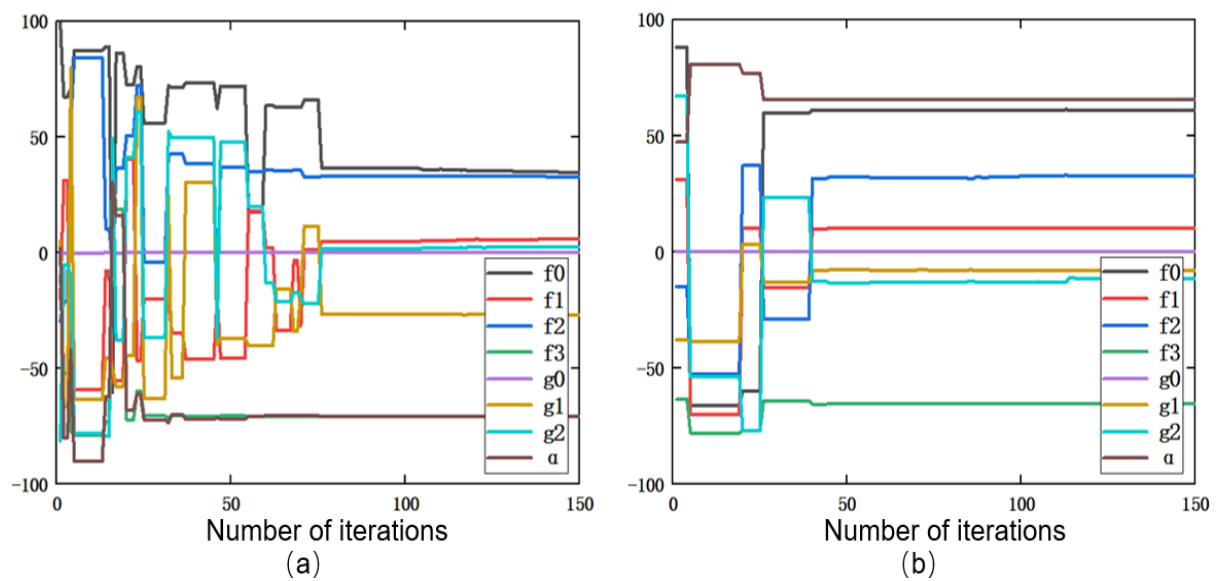 100
50
0
-50
-100
f0
f1
f2
f3
g0
g1
g2
α
0 50 100 150
Number of iterations
(a)
100
50
0
-50
-100
f0
f1
f2
f3
g0
g1
g2
α
50 100 150
Number of iterations
(b)